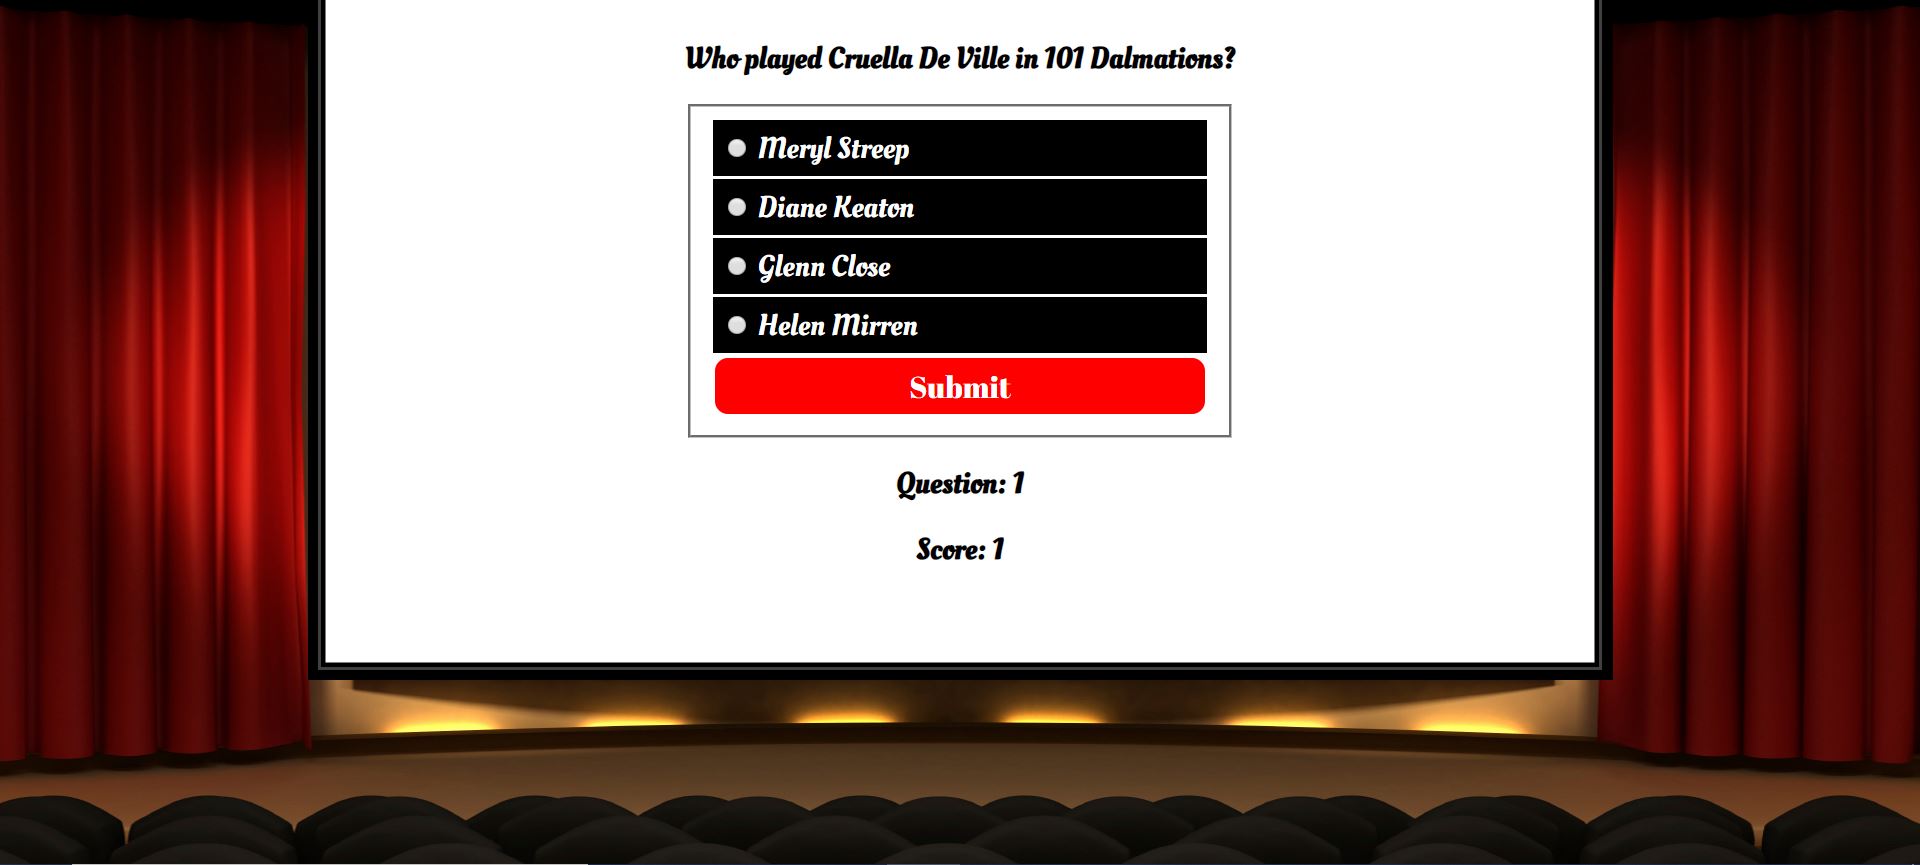 Who played Cruella De Ville in 101 Dalmations?
Meryl Streep
Diane Keaton
Glenn Close
Helen Mirren
Submit
Question: 1
Score: 1